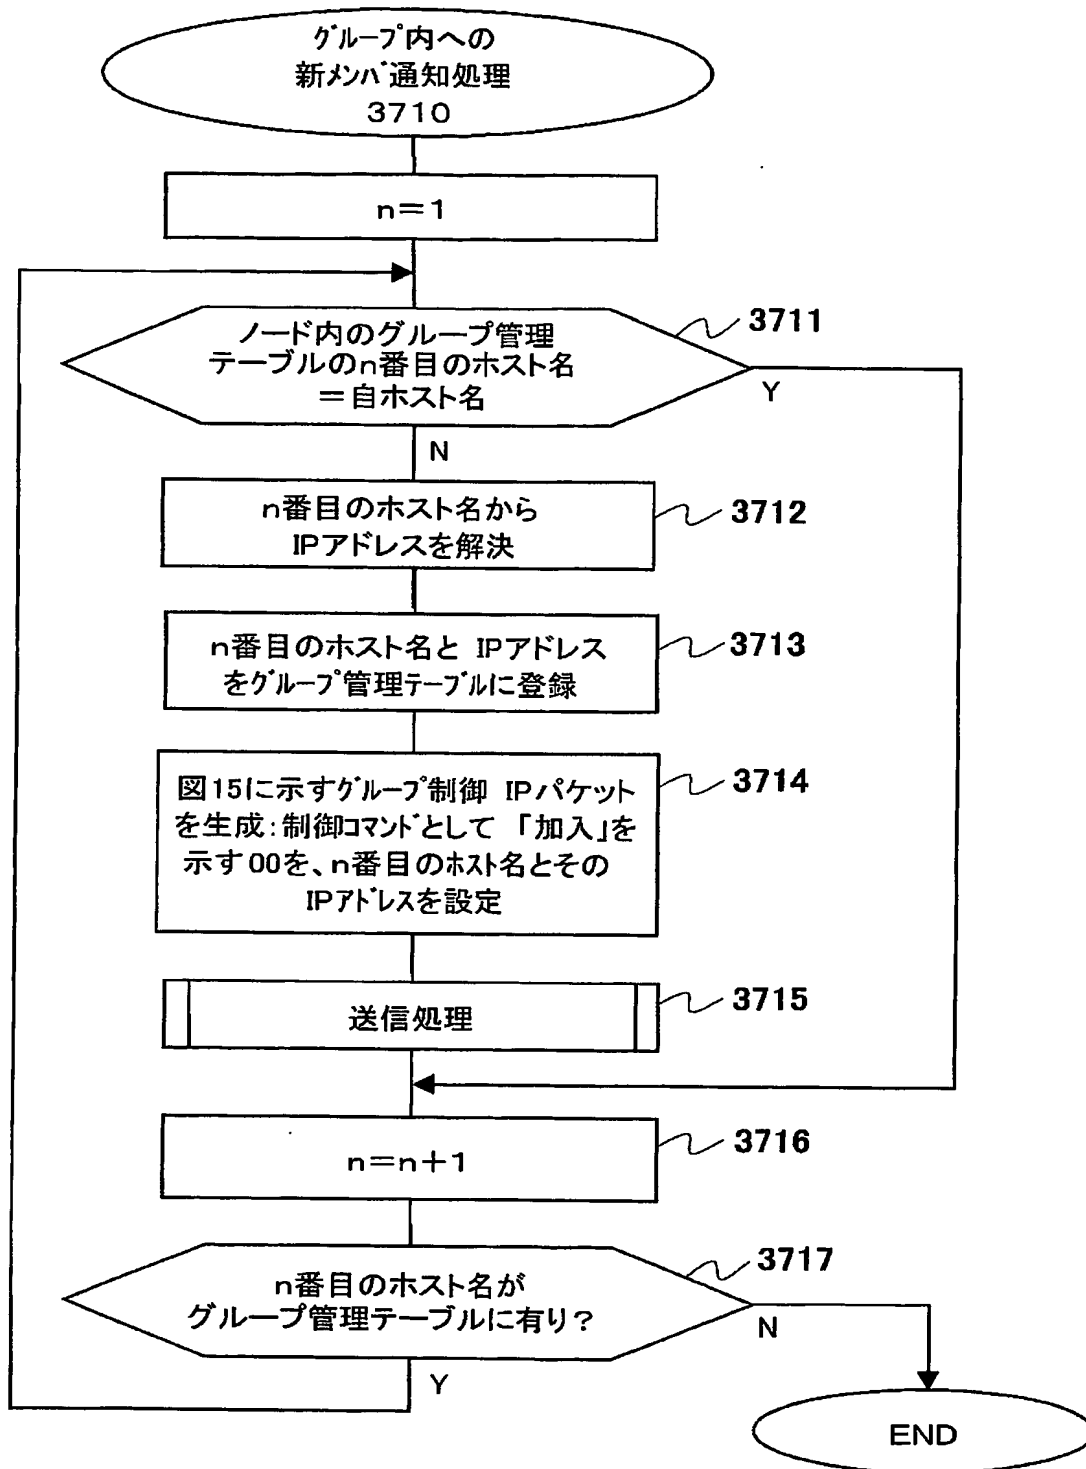 グループ内への
新メンバ通知処理
3710
n=1
ノード内のグループ管理
テーブルのn番目のホスト名
=自ホスト名
3711
Y
N
n番目のホスト名から
IPアドレスを解決
3712
n番目のホスト名と IPアドレス
をグループ管理テーブルに登録
3713
図15に示すグループ制御 IPパケット
を生成:制御コマンドとして 「加入」を
示す00を、n番目のホスト名とその
IPアドレスを設定
3714
送信処理
3715
n=n+1
3716
n番目のホスト名が
グループ管理テーブルに有り?
3717
N
Y
END